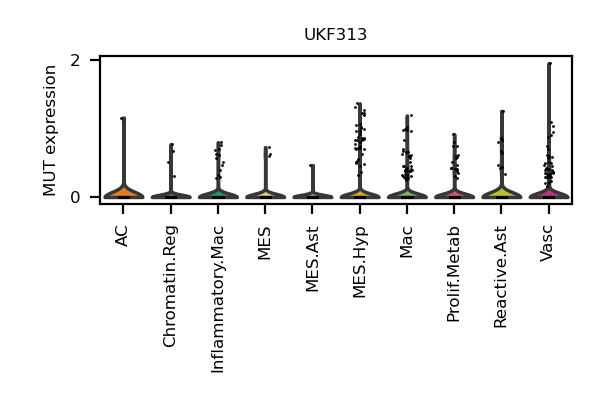 UKF313
MUT expression
2
0
AC
Chromatin.Reg
Inflammatory.Mac
MES
MES.Ast
MES.Hyp
Mac
Prolif.Metab
Reactive.Ast
Vasc